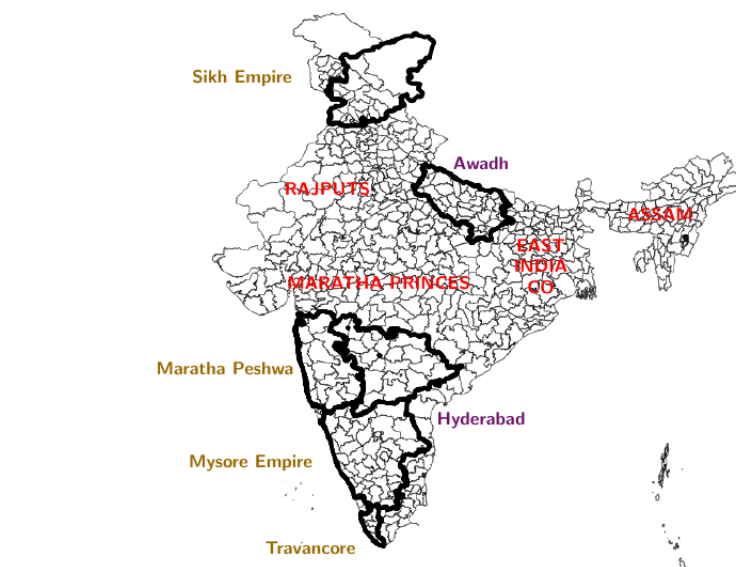 Sikh Empire
Awadh
RAJPUTS
ASSAM
EAST
INDIA
CO
MARATHA PRINCES
Maratha Peshwa
Hyderabad
Mysore Empire
Travancore